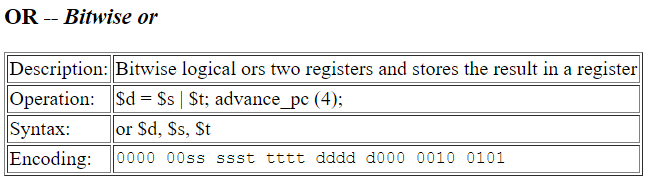 OR -- Bitwise or
Description: Bitwise logical ors two registers and stores the result in a register
Operation: $d = $s | $t; advance_pc (4);
Syntax: or $d, $s, $t
Encoding: 0000 00ss ssst tttt dddd d000 0010 0101